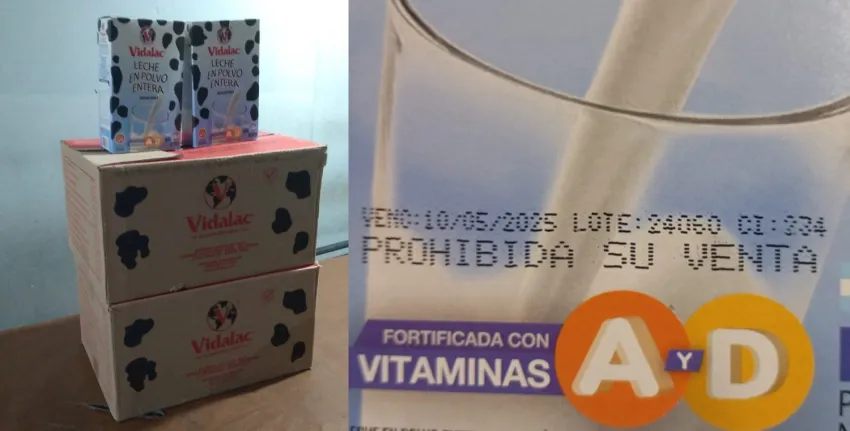 Vidalac
LECHE
EN POLVO
ENTERA
Vidalac
LECHE
EN POLVO
ENTERA
Vidalac
Vidalac
VENC:10/05/2025 LOTE:24060 CI:234
PROHIBIDA SU VENTA
FORTIFICADA CON
VITAMINAS
A Y D